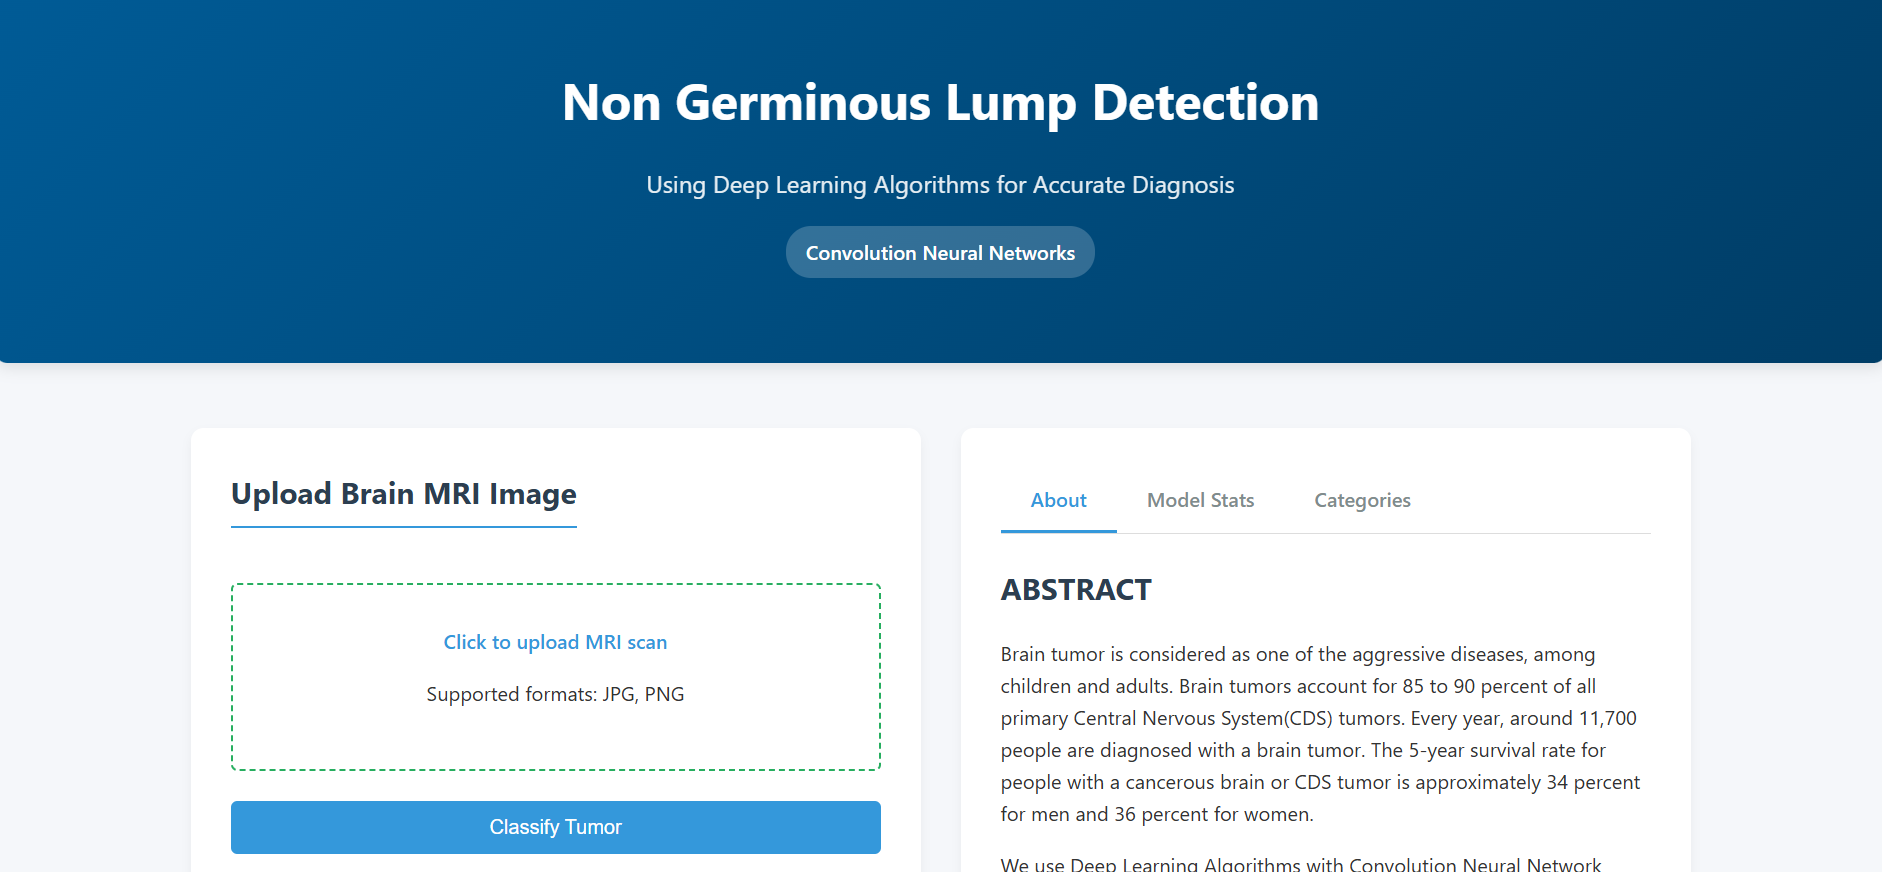 Non Germinous Lump Detection
Using Deep Learning Algorithms for Accurate Diagnosis
Convolution Neural Networks
Upload Brain MRI Image
Click to upload MRI scan
Supported formats: JPG, PNG
Classify Tumor
About Model Stats Categories
ABSTRACT
Brain tumor is considered as one of the aggressive diseases, among
children and adults. Brain tumors account for 85 to 90 percent of all
primary Central Nervous System(CDS) tumors. Every year, around 11,700
people are diagnosed with a brain tumor. The 5-year survival rate for
people with a cancerous brain or CDS tumor is approximately 34 percent
for men and 36 percent for women.
We use Deep Learning Algorithms with Convolution Neural Network